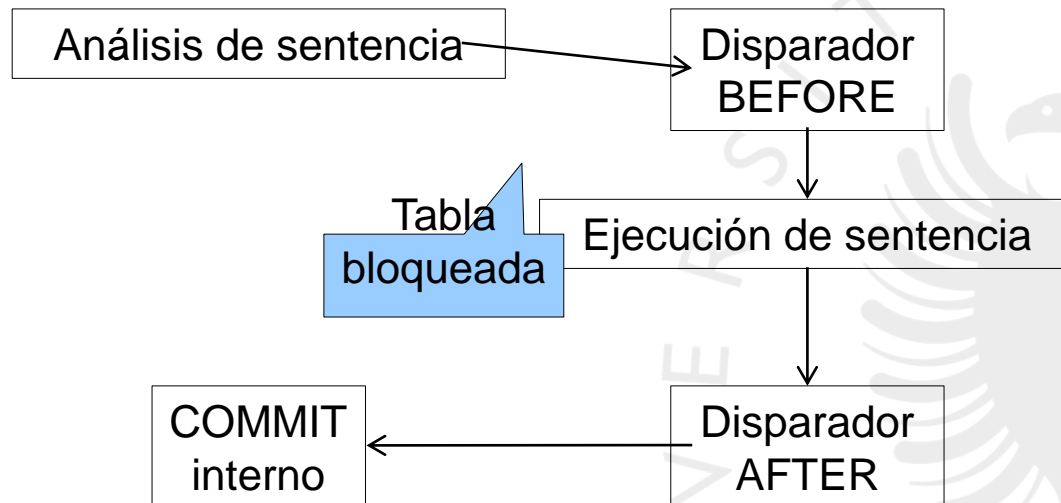 Análisis de sentencia
Disparador
BEFORE
Tabla
bloqueada
Ejecución de sentencia
COMMIT
interno
Disparador
AFTER
V E R S I T